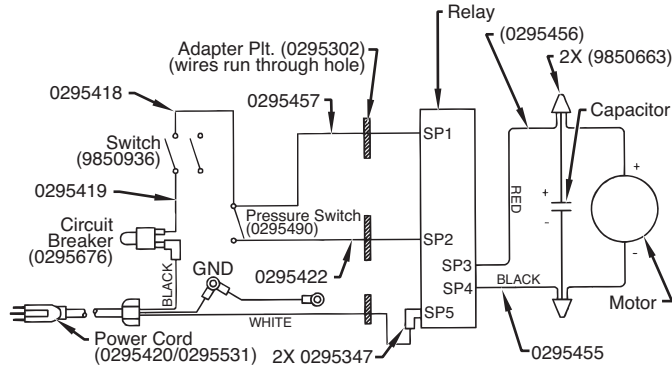 Relay
Adapter Plt. (0295302)
(wires run through hole)
(0295456)
2X (9850663)
0295418
0295457
Capacitor
Switch
(9850936)
SP1
+
0295419
RED
+
-
Circuit
Breaker
(0295676)
Pressure Switch
(0295490)
SP2
-
BLACK
GND
0295422
SP3
SP4
BLACK
Motor
WHITE
SP5
Power Cord
(0295420/0295531)
2X 0295347
0295455